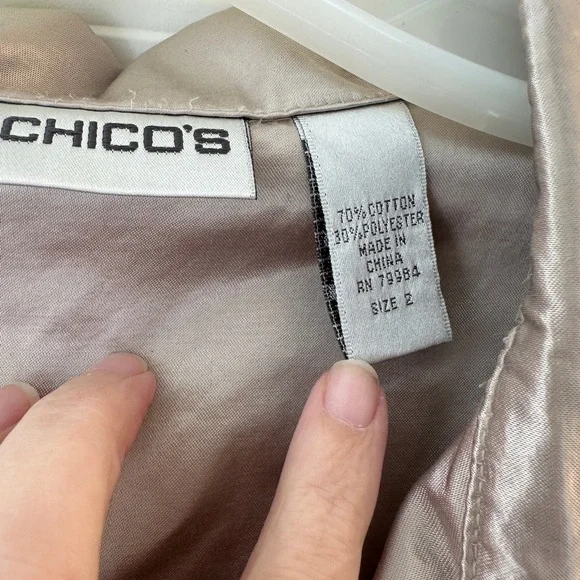 CHICO'S
70% COTTON
30% POLYESTER
MADE IN
CHINA
RN 79984
SIZE 2